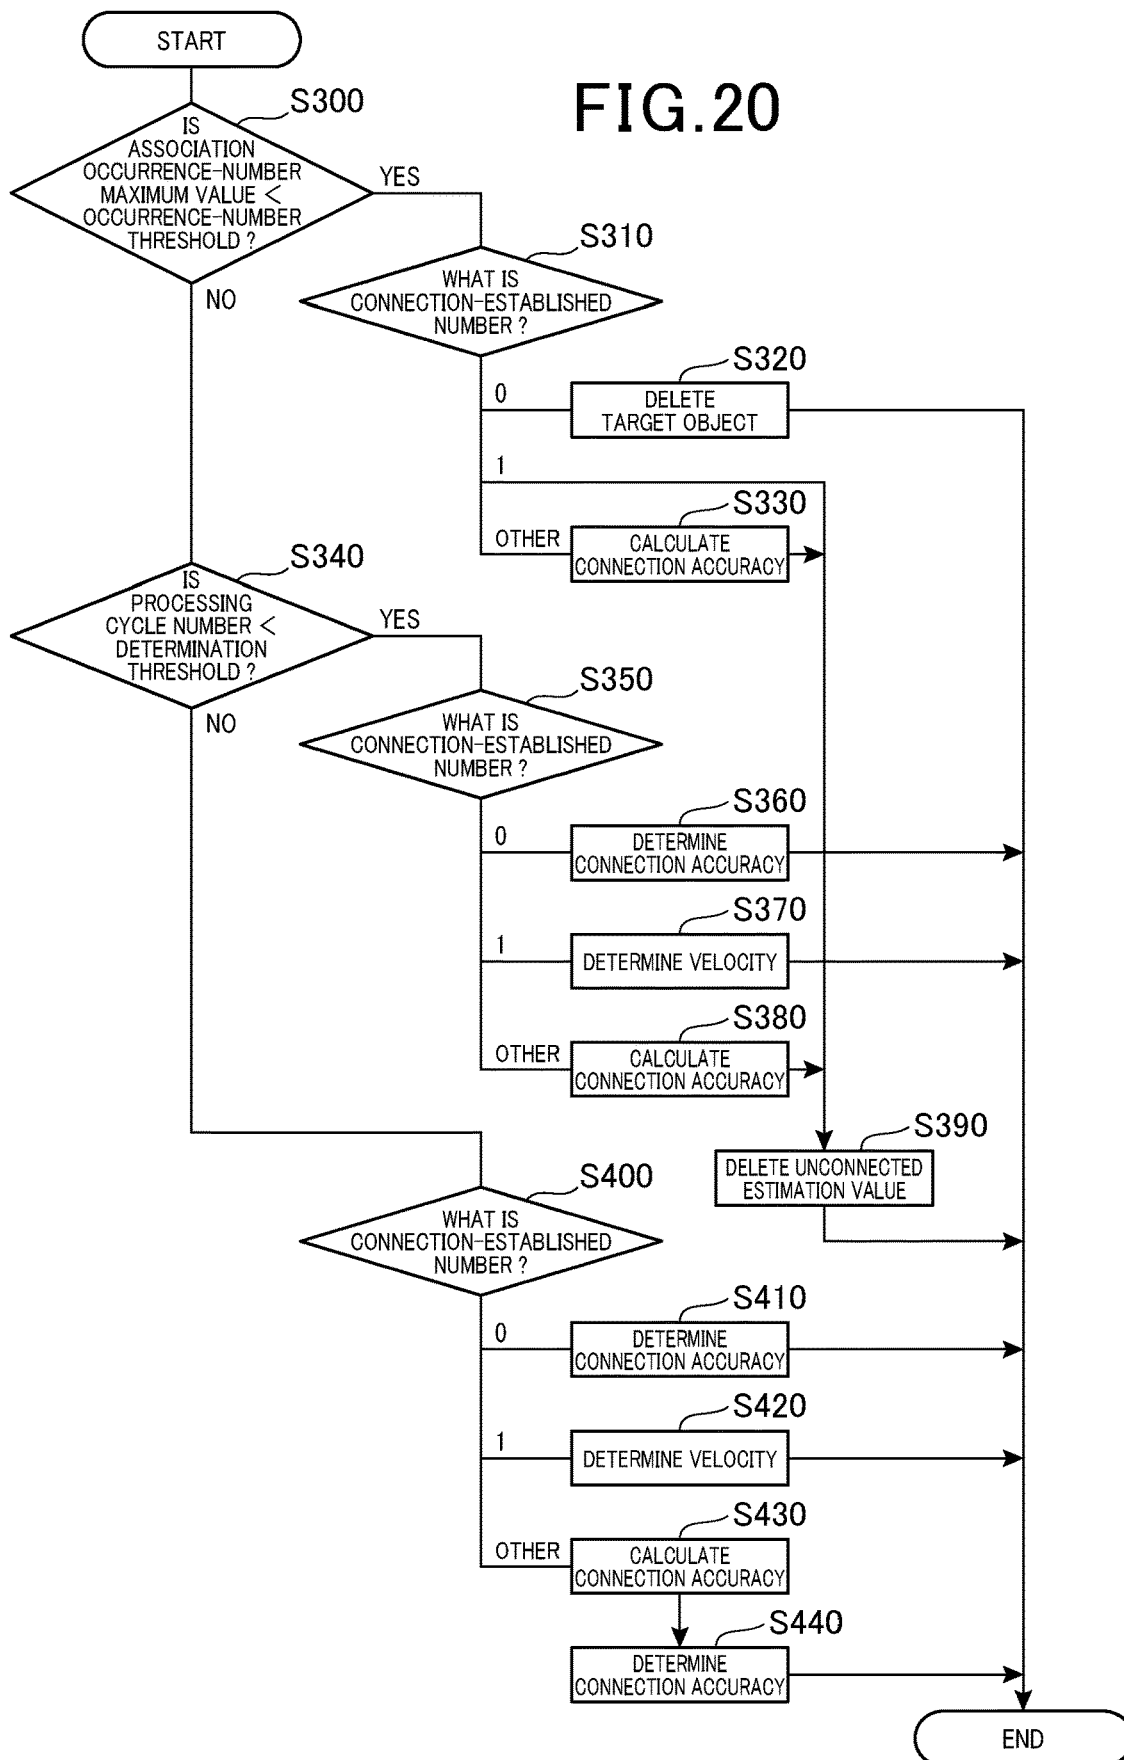 START
FIG.20
S300
IS
ASSOCIATION
OCCURRENCE-NUMBER
MAXIMUM VALUE <
OCCURRENCE-NUMBER
THRESHOLD ?
YES
NO
S310
WHAT IS
CONNECTION-ESTABLISHED
NUMBER ?
0
S320
DELETE
TARGET OBJECT
1
OTHER
S330
CALCULATE
CONNECTION ACCURACY
S340
IS
PROCESSING
CYCLE NUMBER <
DETERMINATION
THRESHOLD ?
YES
NO
S350
WHAT IS
CONNECTION-ESTABLISHED
NUMBER ?
0
S360
DETERMINE
CONNECTION ACCURACY
1
S370
DETERMINE VELOCITY
OTHER
S380
CALCULATE
CONNECTION ACCURACY
S390
DELETE UNCONNECTED
ESTIMATION VALUE
S400
WHAT IS
CONNECTION-ESTABLISHED
NUMBER ?
0
S410
DETERMINE
CONNECTION ACCURACY
1
S420
DETERMINE VELOCITY
OTHER
S430
CALCULATE
CONNECTION ACCURACY
S440
DETERMINE
CONNECTION ACCURACY
END